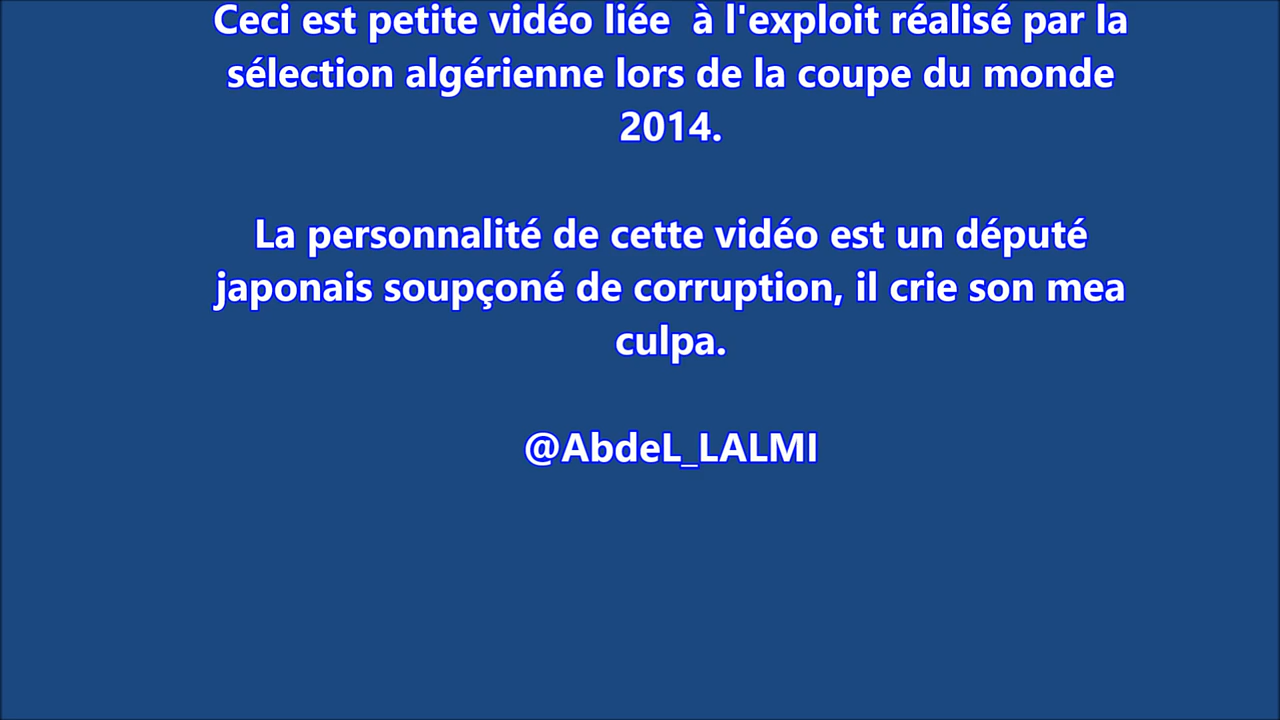 Ceci est petite vidéo liée  à l'exploit réalisé par la
sélection algérienne lors de la coupe du monde
2014.
La personnalité de cette vidéo est un député
japonais soupçoné de corruption, il crie son mea
culpa.
@AbdeL_LALMI